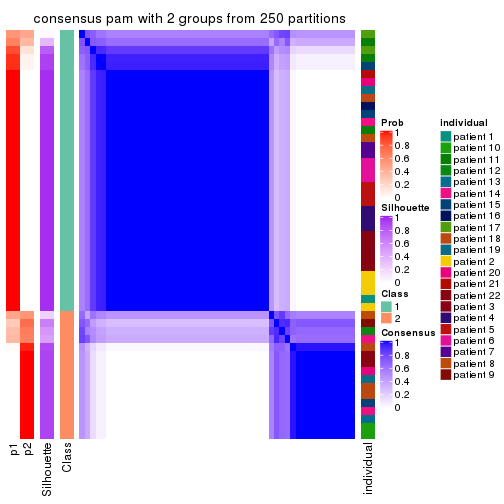 consensus pam with 2 groups from 250 partitions
p1
p2
Silhouette
Class
individual
Prob
1
0.8
0.6
0.4
0.2
0
Silhouette
1
0.8
0.6
0.4
0.2
0
Class
1
2
Consensus
1
0.8
0.6
0.4
0.2
0
individual
patient 1
patient 10
patient 11
patient 12
patient 13
patient 14
patient 15
patient 16
patient 17
patient 18
patient 19
patient 2
patient 20
patient 21
patient 22
patient 3
patient 4
patient 5
patient 6
patient 7
patient 8
patient 9